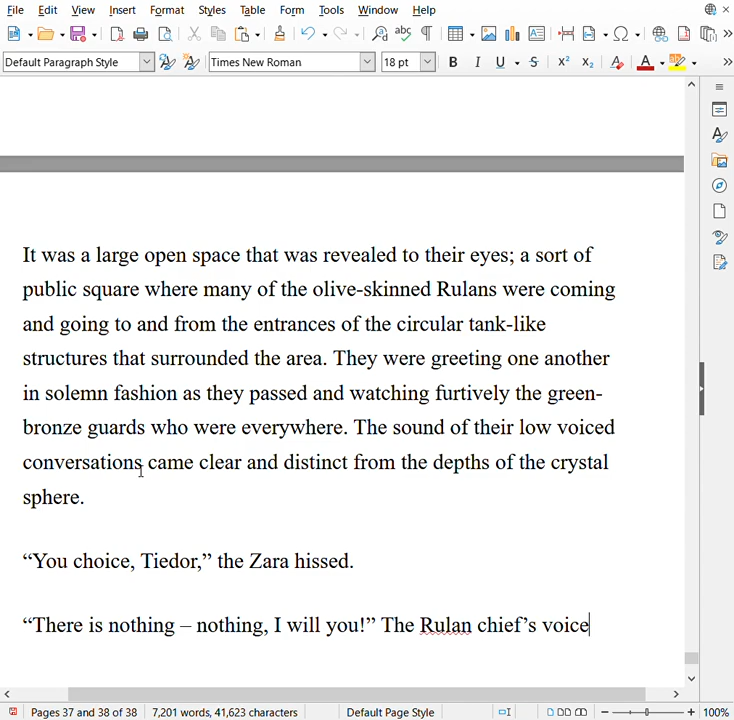 File Edit View Insert Format Styles Table Form Tools Window Help
Default Paragraph Style Times New Roman 18 pt B I U S X² X₂ A A
It was a large open space that was revealed to their eyes; a sort of
public square where many of the olive-skinned Rulans were coming
and going to and from the entrances of the circular tank-like
structures that surrounded the area. They were greeting one another
in solemn fashion as they passed and watching furtively the green-
bronze guards who were everywhere. The sound of their low voiced
conversations came clear and distinct from the depths of the crystal
sphere.
“You choice, Tiedor,” the Zara hissed.
“There is nothing – nothing, I will you!” The Rulan chief’s voice
Pages 37 and 38 of 38 7,201 words, 41,623 characters Default Page Style 100%